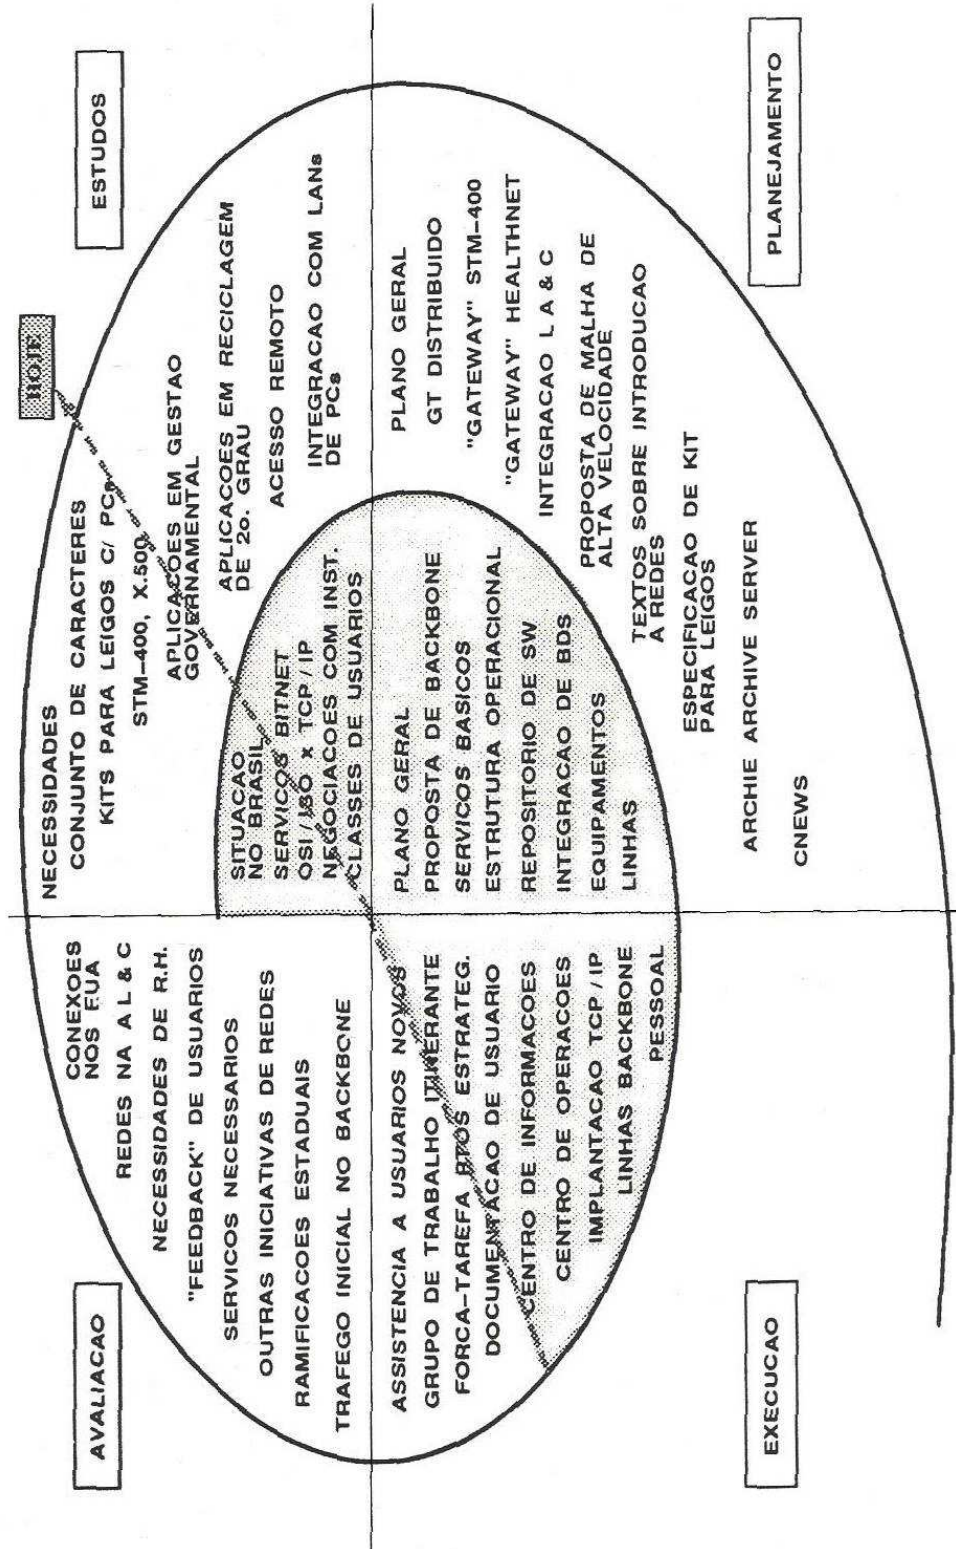 AVALIACAO
CONEXOES
NOS EUA
REDES NA A L & C
NECESSIDADES DE R.H.
"FEEDBACK" DE USUARIOS
SERVICOS NECESSARIOS
OUTRAS INICIATIVAS DE REDES
RAMIFICACOES ESTADUAIS
TRAFEGO INICIAL NO BACKBONE
HOJE
ESTUDOS
NECESSIDADES
CONJUNTO DE CARACTERES
KITS PARA LEIGOS C/ PCs
STM-400, X.500
APLICACOES EM GESTAO
GOVERNAMENTAL
APLICACOES EM RECICLAGEM
DE 2o. GRAU
ACESSO REMOTO
INTEGRACAO COM LANs
DE PCs
SITUACAO
NO BRASIL
SERVICOS BITNET
OSI/ISO x TCP/IP
NEGOCIACOES COM INST.
CLASSES DE USUARIOS
ASSISTENCIA A USUARIOS NOVOS
GRUPO DE TRABALHO ITINERANTE
FORCA-TAREFA BTOS ESTRATEG.
DOCUMENTACAO DE USUARIO
CENTRO DE INFORMACOES
CENTRO DE OPERACOES
IMPLANTACAO TCP/IP
LINHAS BACKBONE
PESSOAL
EXECUCAO
PLANO GERAL
PROPOSTA DE BACKBONE
SERVICOS BASICOS
ESTRUTURA OPERACIONAL
REPOSITORIO DE SW
INTEGRACAO DE BDS
EQUIPAMENTOS
LINHAS
PLANO GERAL
GT DISTRIBUIDO
"GATEWAY" STM-400
"GATEWAY" HEALTHNET
INTEGRACAO L A & C
PROPOSTA DE MALHA DE
ALTA VELOCIDADE
TEXTOS SOBRE INTRODUCAO
A REDES
ESPECIFICACAO DE KIT
PARA LEIGOS
ARCHIE ARCHIVE SERVER
CNEWS
PLANEJAMENTO